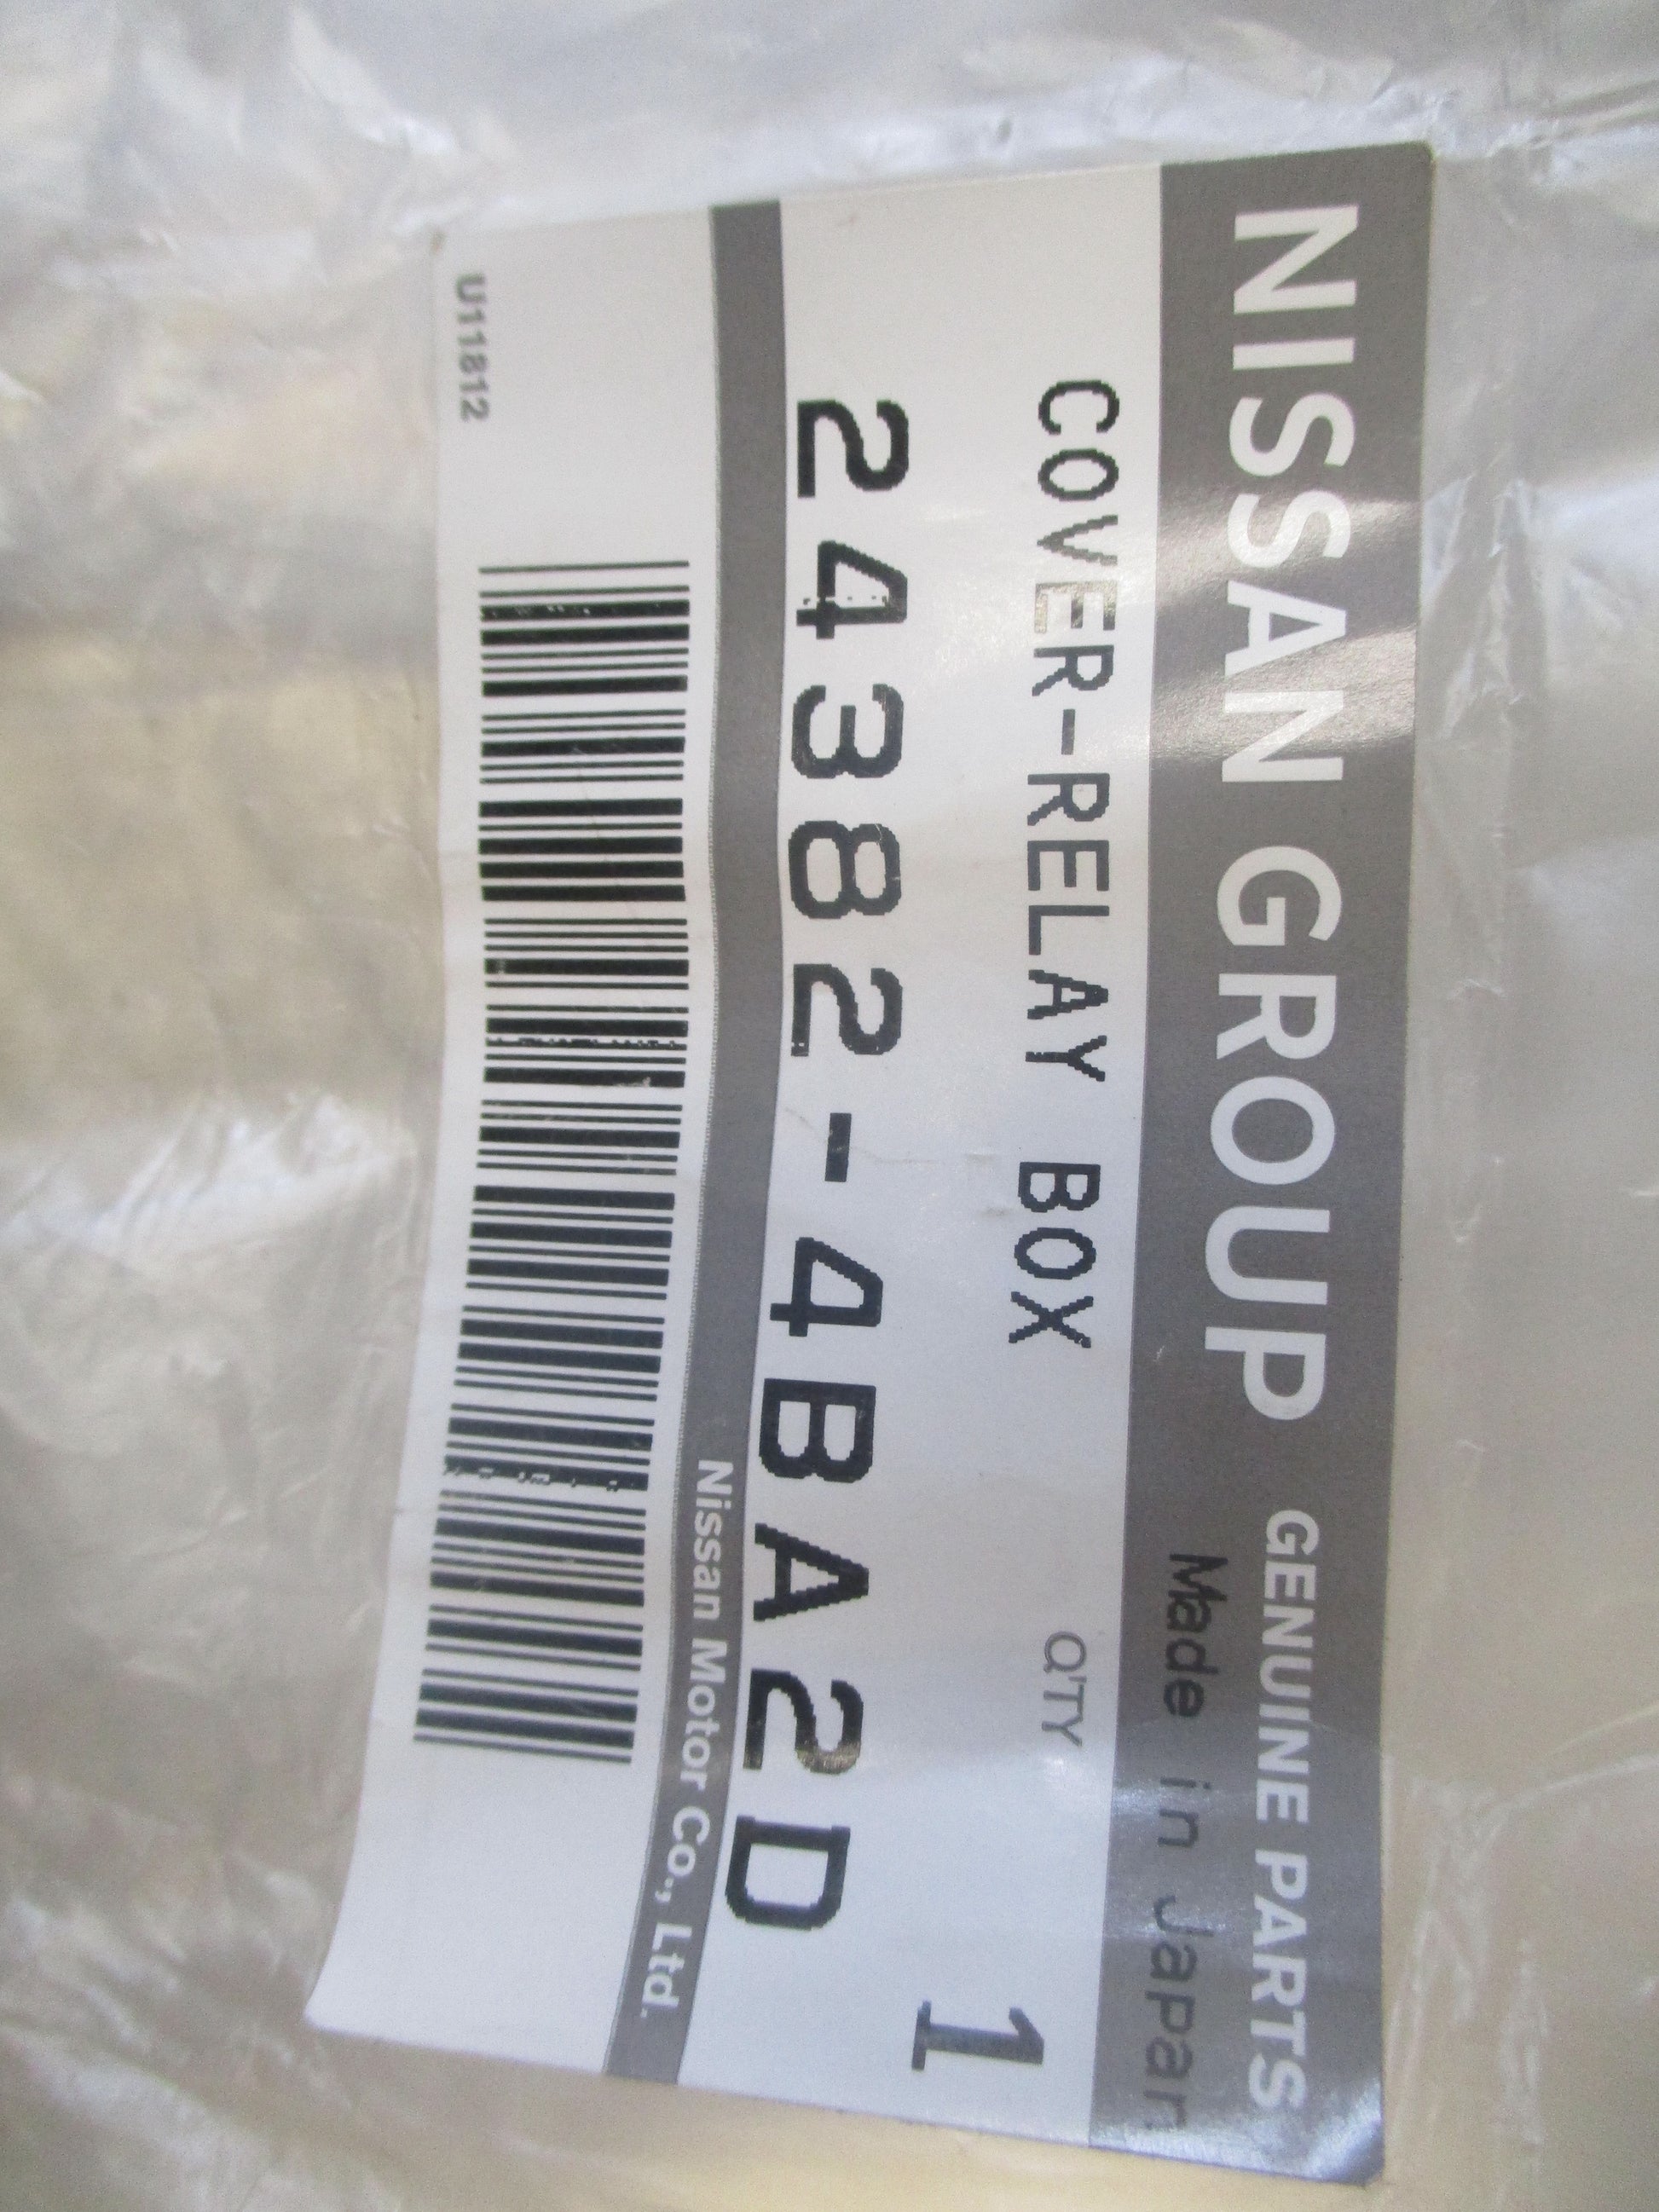 NISSAN GROUP GENUINE PARTS
Made in Japan
COVER-RELAY BOX
QTY
1
24382-4BA2D
Nissan Motor Co., Ltd.
U11812